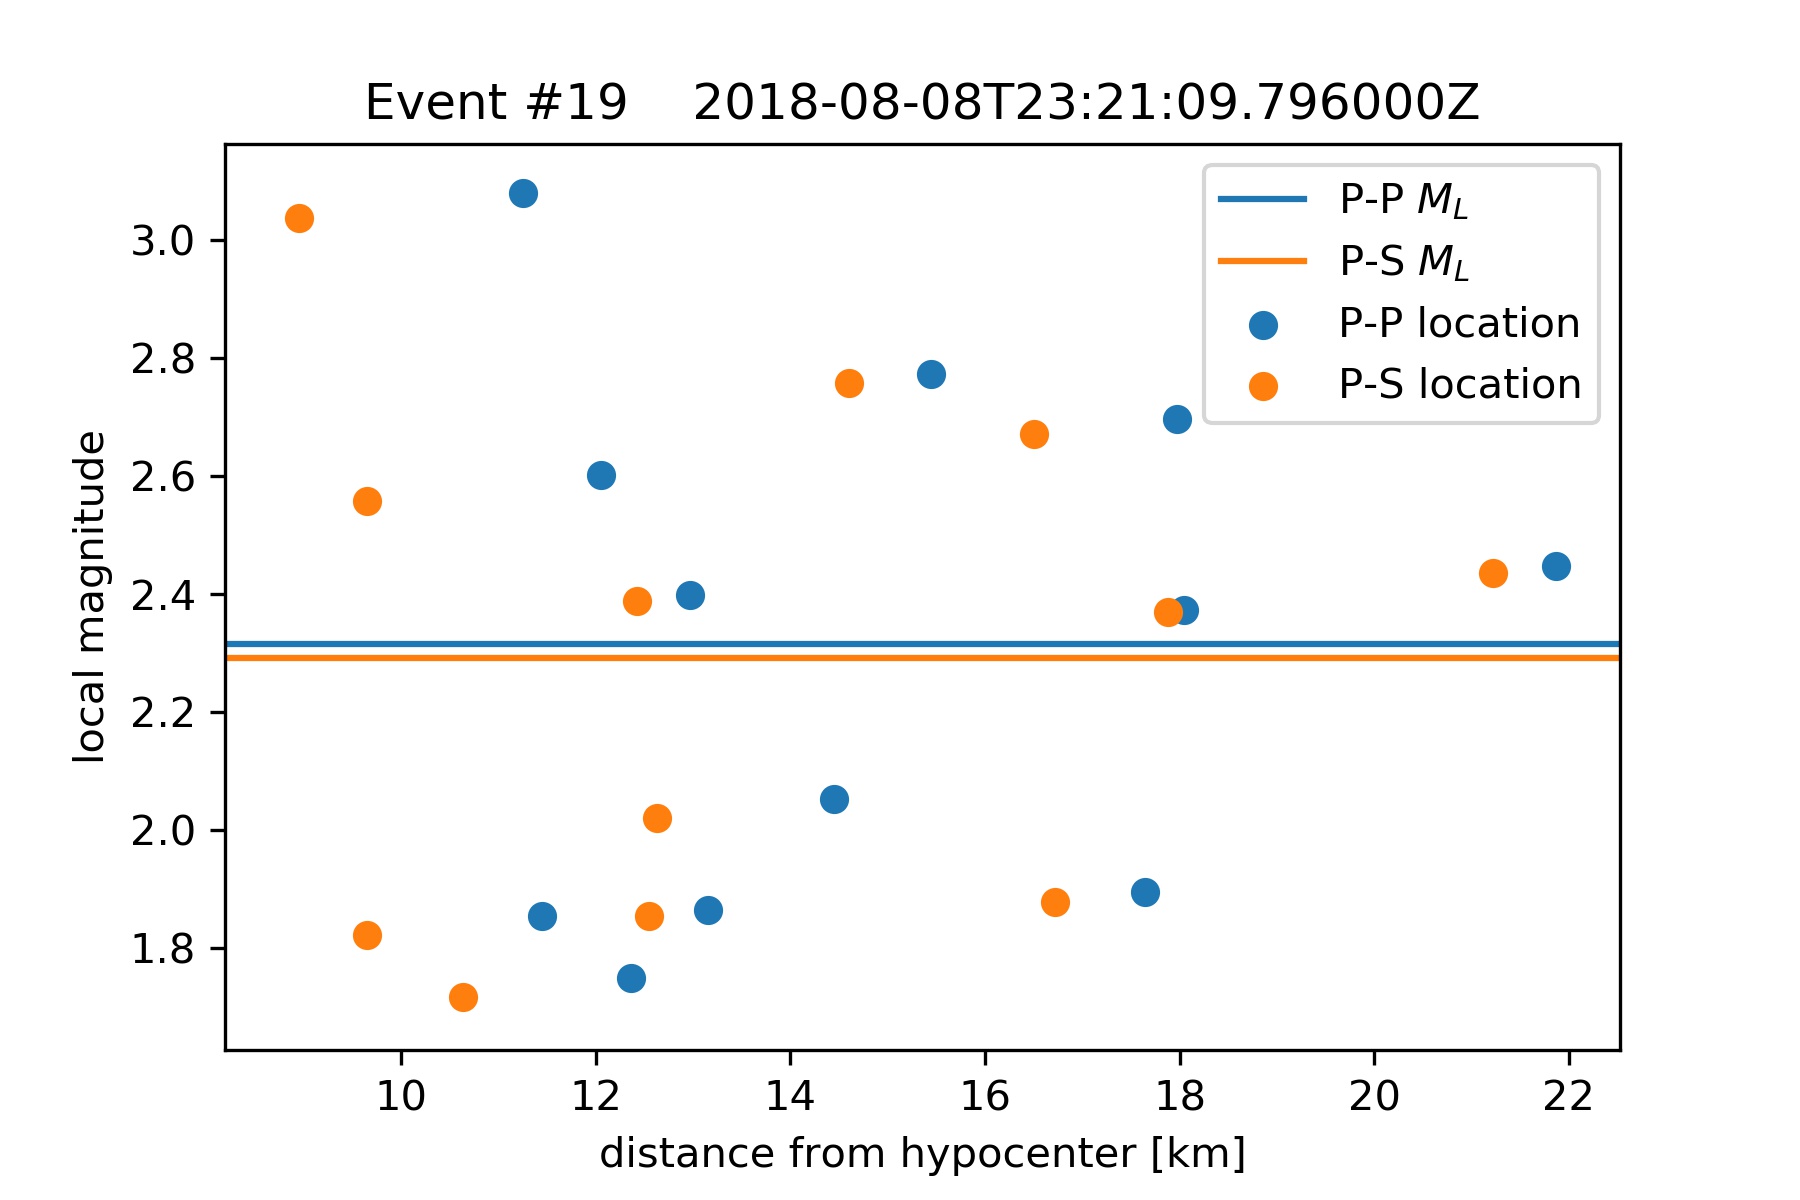 Event #19    2018-08-08T23:21:09.796000Z
P-P M_L
P-S M_L
P-P location
P-S location
local magnitude
3.0
2.8
2.6
2.4
2.2
2.0
1.8
10 12 14 16 18 20 22
distance from hypocenter [km]